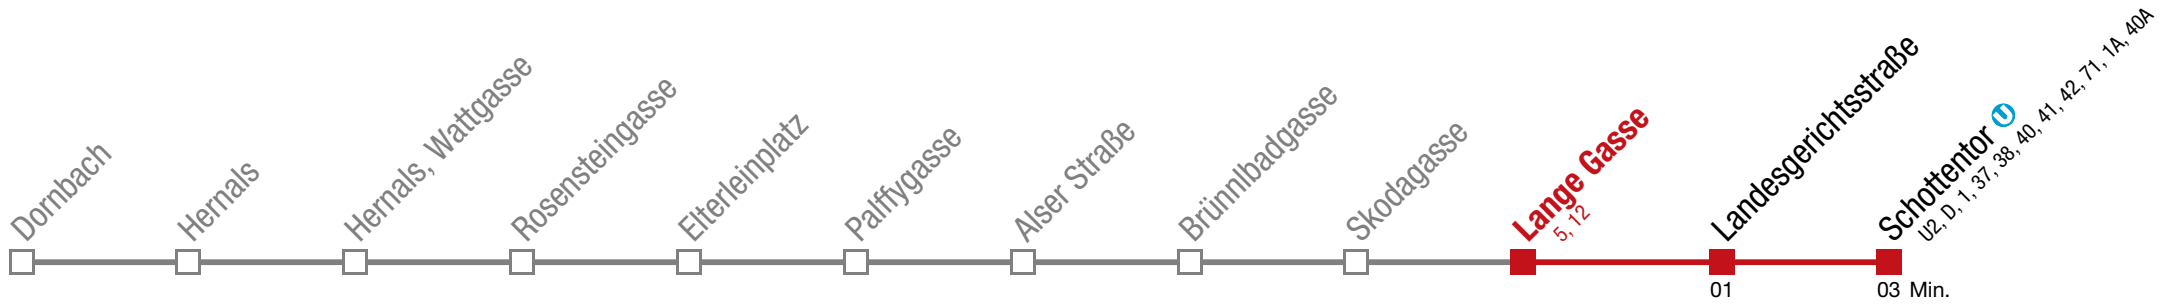 Dornbach
Hernals
Hernals, Wattgasse
Rosensteingasse
Elterleinplatz
Palffygasse
Alser Straße
Brünnlbadgasse
Skodagasse
Lange Gasse
5, 12
Landesgerichtsstraße
01
Schottentor U
U2, D, 1, 37, 38, 40, 41, 42, 71, 1A, 40A
03 Min.